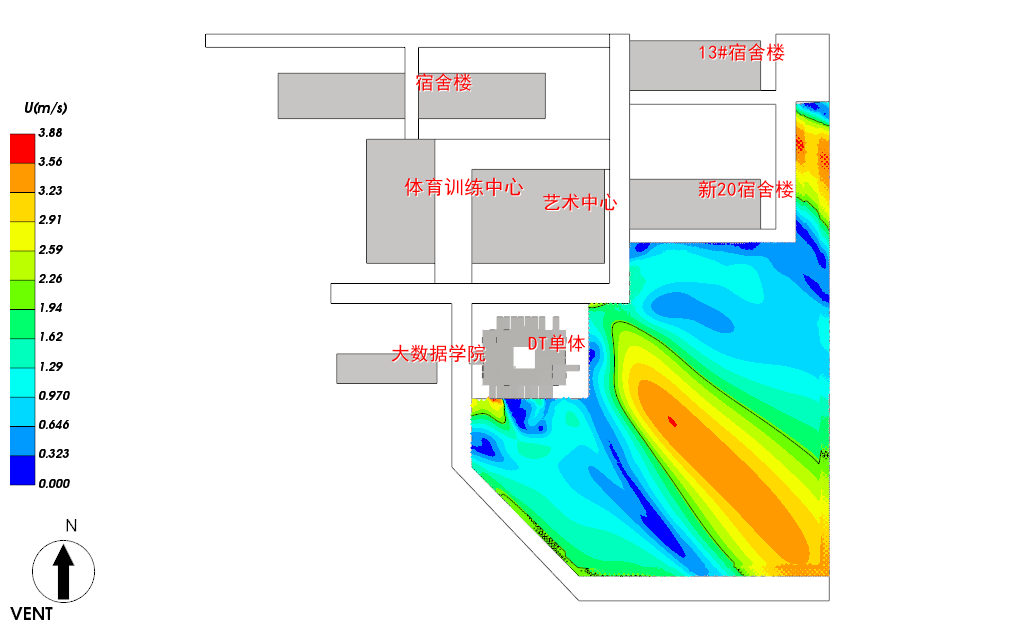 13#宿舍楼
宿舍楼
U(m/s)
3.88
3.56
3.23
2.91
2.59
2.26
1.94
1.62
1.29
0.970
0.646
0.323
0.000
体育训练中心
艺术中心
新20宿舍楼
大数据学院
DT单体
N
VENT